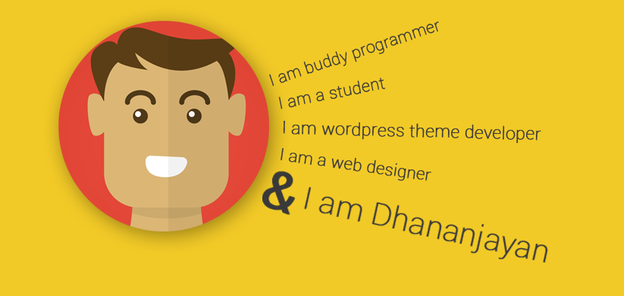 I am buddy programmer
I am a student
I am wordpress theme developer
I am a web designer
& I am Dhananjayan